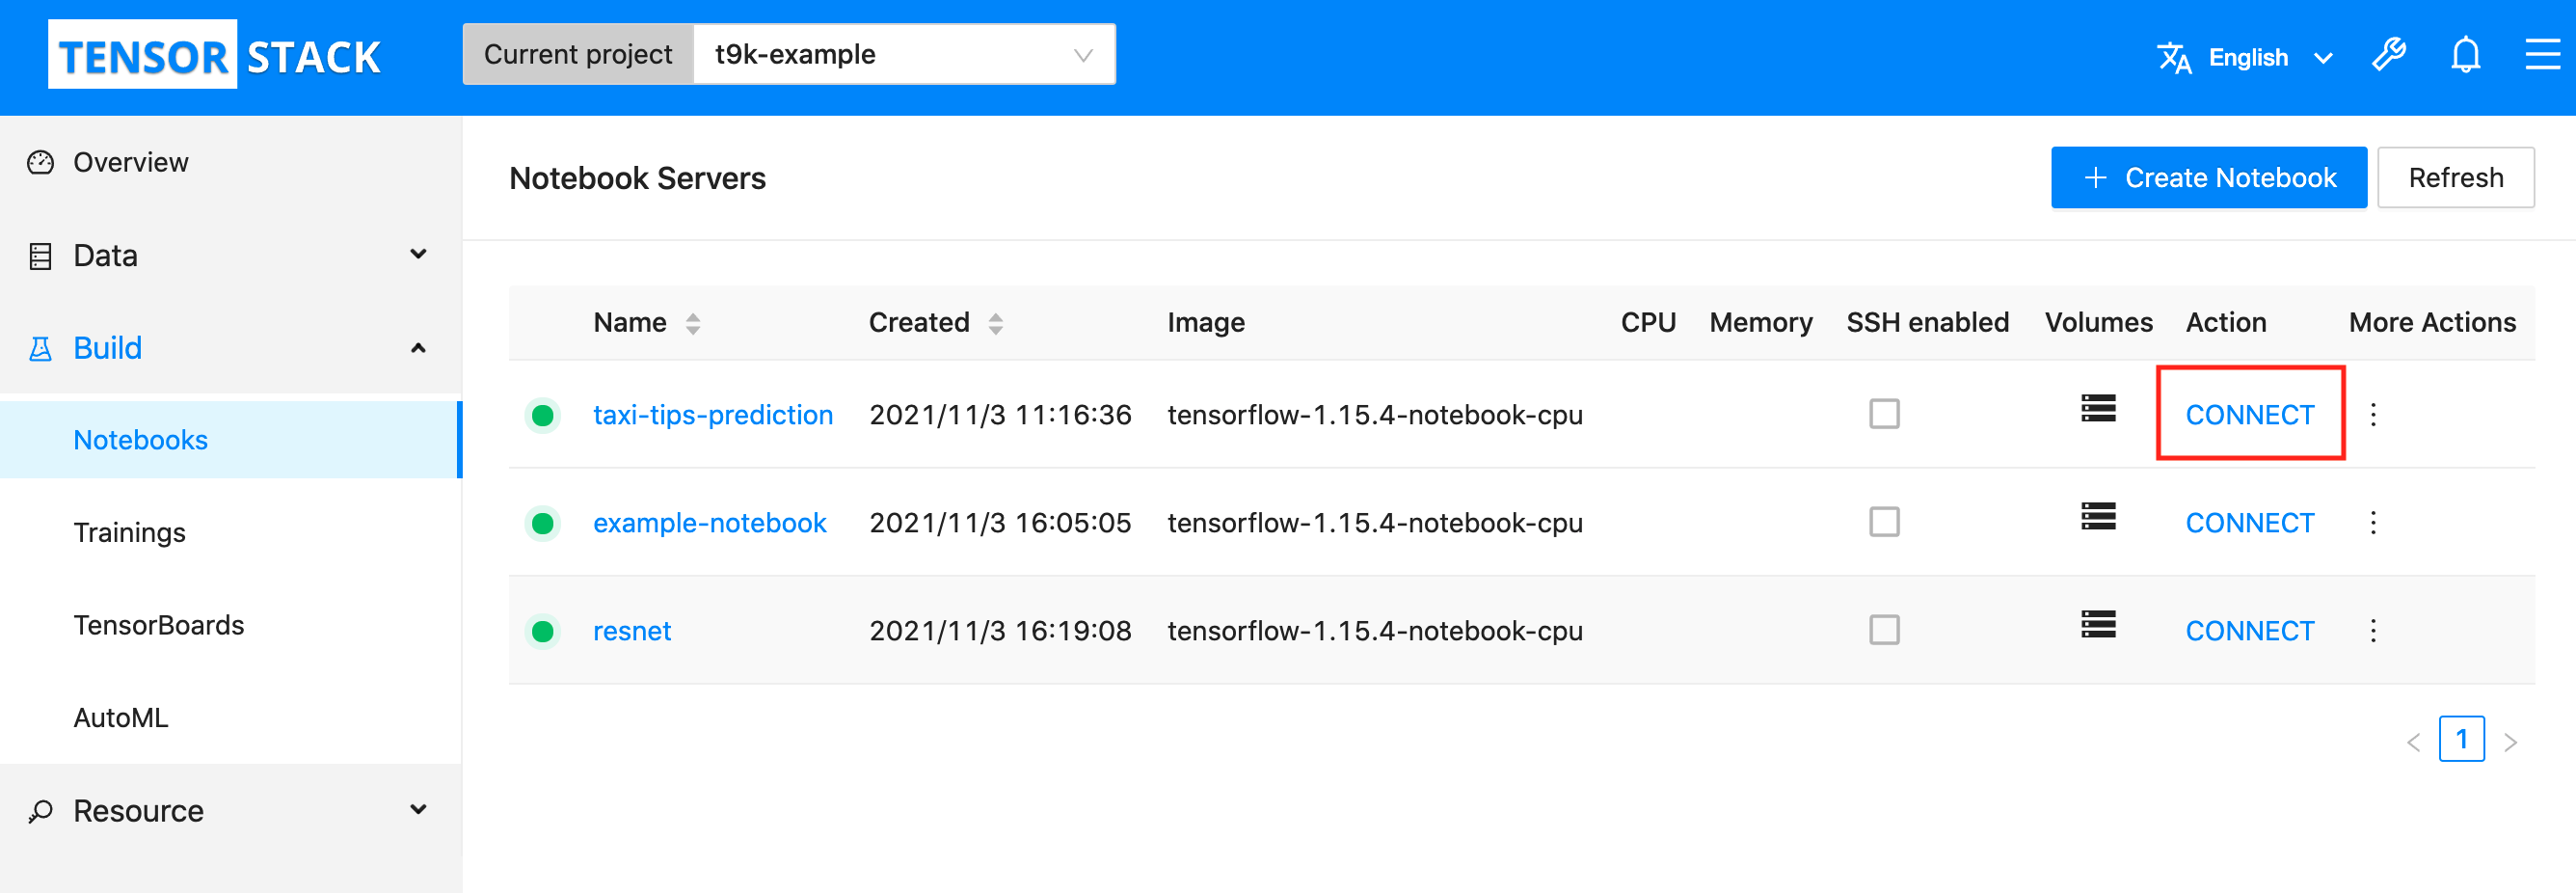 TENSOR STACK
Current project t9k-example
English
Overview
Data
Build
Notebooks
Trainings
TensorBoards
AutoML
Resource
Notebook Servers
+ Create Notebook
Refresh
Name Created Image CPU Memory SSH enabled Volumes Action More Actions
taxi-tips-prediction 2021/11/3 11:16:36 tensorflow-1.15.4-notebook-cpu CONNECT
example-notebook 2021/11/3 16:05:05 tensorflow-1.15.4-notebook-cpu CONNECT
resnet 2021/11/3 16:19:08 tensorflow-1.15.4-notebook-cpu CONNECT
< 1 >